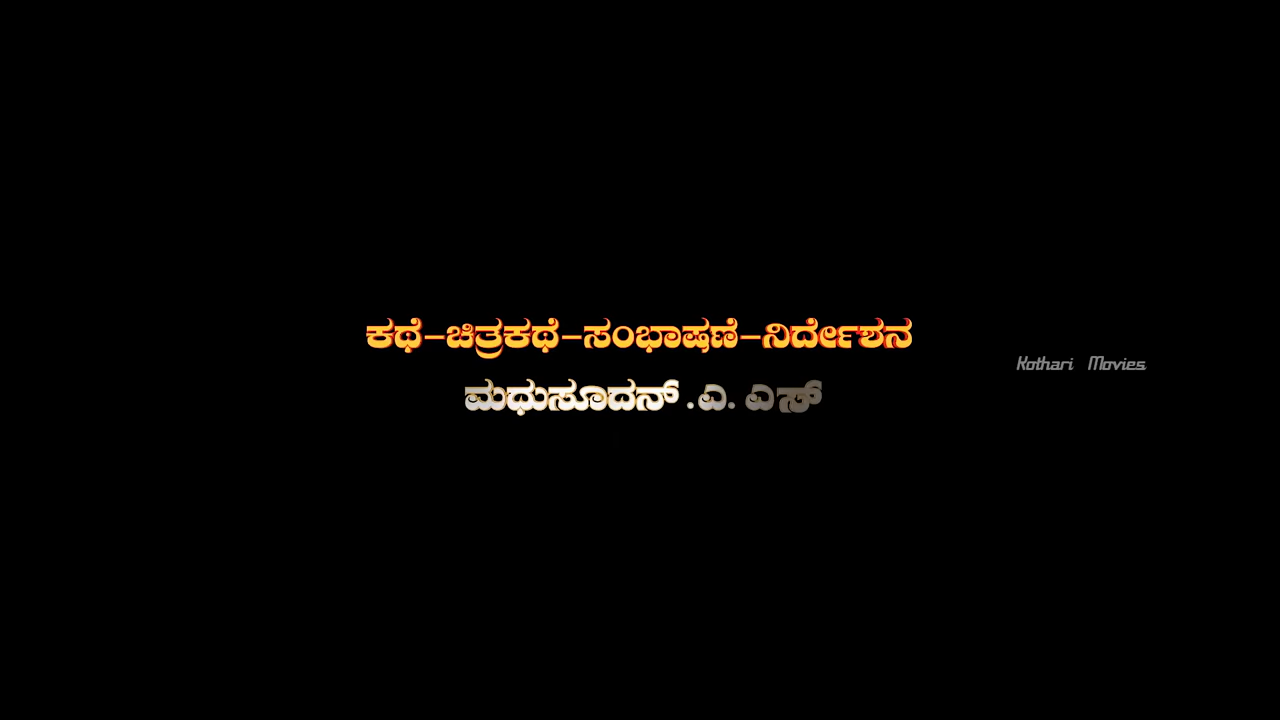 ಕಥೆ-ಚಿತ್ರಕಥೆ-ಸಂಭಾಷಣೆ-ನಿರ್ದೇಶನ
Kothari Movies
ಮಧುಸೂದನ್ .ಎ. ಎಸ್